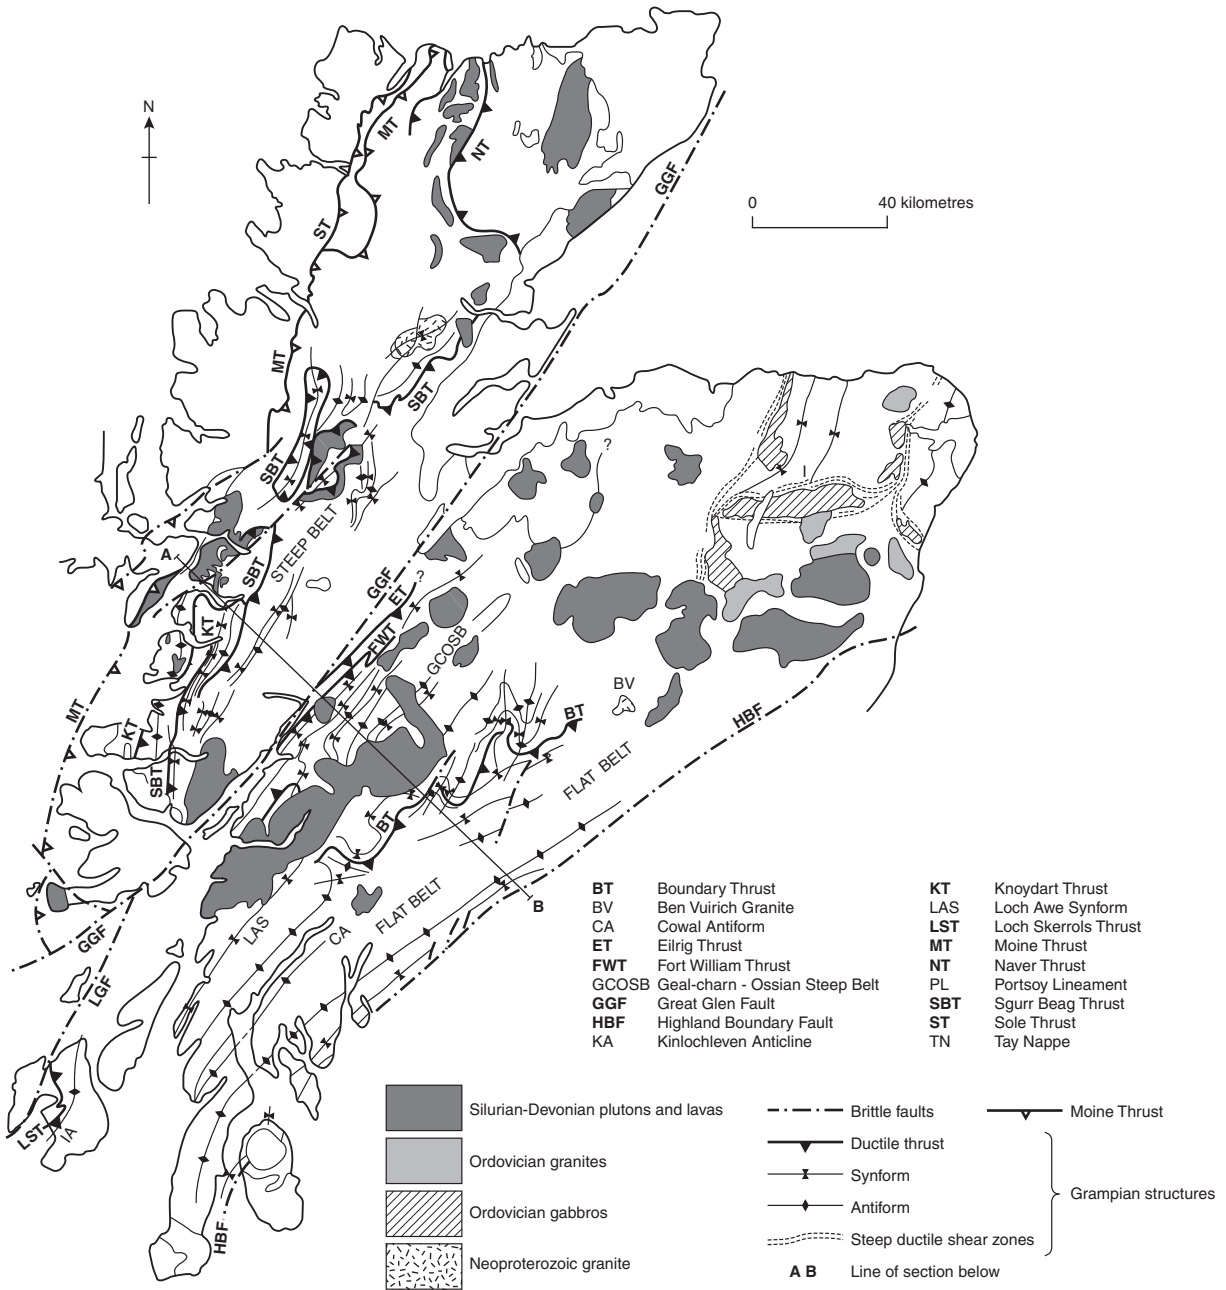 N
MT
NT
GGF
0 40 kilometres
ST
MT
SBT
?
SBT
I
A
STEEP BELT
SBT
GGF
?
ET
KT
FWT
GCOSB
BV
MT
BT
HBF
KT
SBT
FLAT BELT
BT
B
FLAT BELT
LAS
CA
GGF
LGF
LST
IA
HBF
BT Boundary Thrust
BV Ben Vuirich Granite
CA Cowal Antiform
ET Eilrig Thrust
FWT Fort William Thrust
GCOSB Geal-charn - Ossian Steep Belt
GGF Great Glen Fault
HBF Highland Boundary Fault
KA Kinlochleven Anticline
KT Knoydart Thrust
LAS Loch Awe Synform
LST Loch Skerrols Thrust
MT Moine Thrust
NT Naver Thrust
PL Portsoy Lineament
SBT Sgurr Beag Thrust
ST Sole Thrust
TN Tay Nappe
Silurian-Devonian plutons and lavas
Ordovician granites
Ordovician gabbros
Neoproterozoic granite
Brittle faults
Ductile thrust
Synform
Antiform
Steep ductile shear zones
A B Line of section below
Moine Thrust
Grampian structures